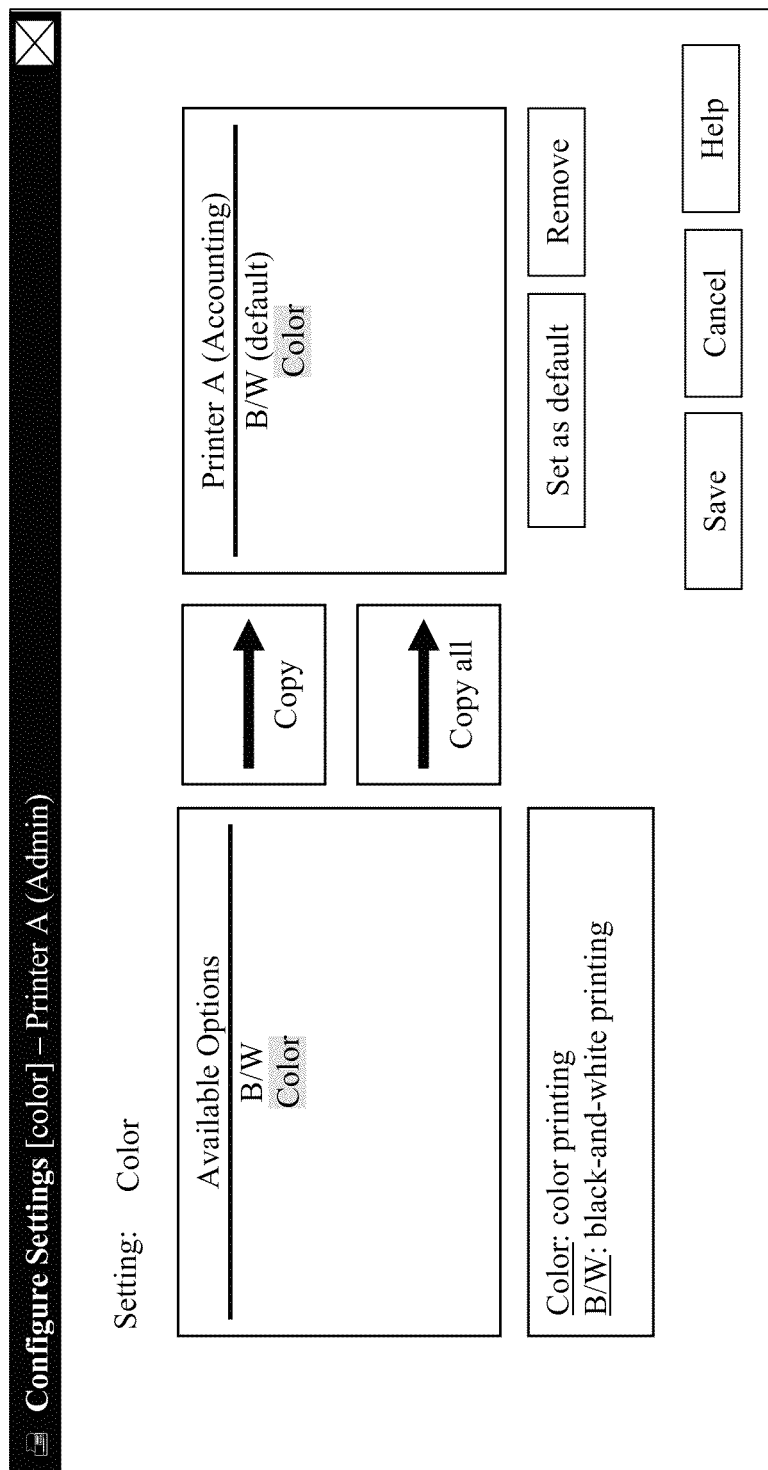 Configure Settings [color] – Printer A (Admin)
Setting: Color
Available Options
B/W
Color
Copy
Copy all
Printer A (Accounting)
B/W (default)
Color
Color: color printing
B/W: black-and-white printing
Set as default
Remove
Save
Cancel
Help